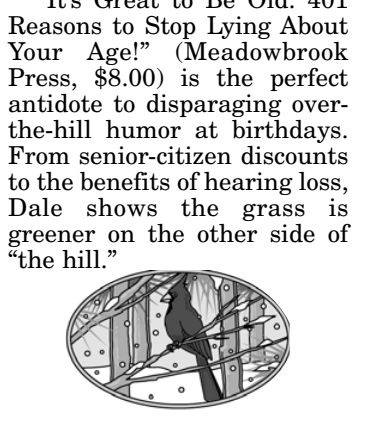 It's Great to Be Old: 401
Reasons to Stop Lying About
Your Age!” (Meadowbrook
Press, $8.00) is the perfect
antidote to disparaging over-
the-hill humor at birthdays.
From senior-citizen discounts
to the benefits of hearing loss,
Dale shows the grass is
greener on the other side of
“the hill.”